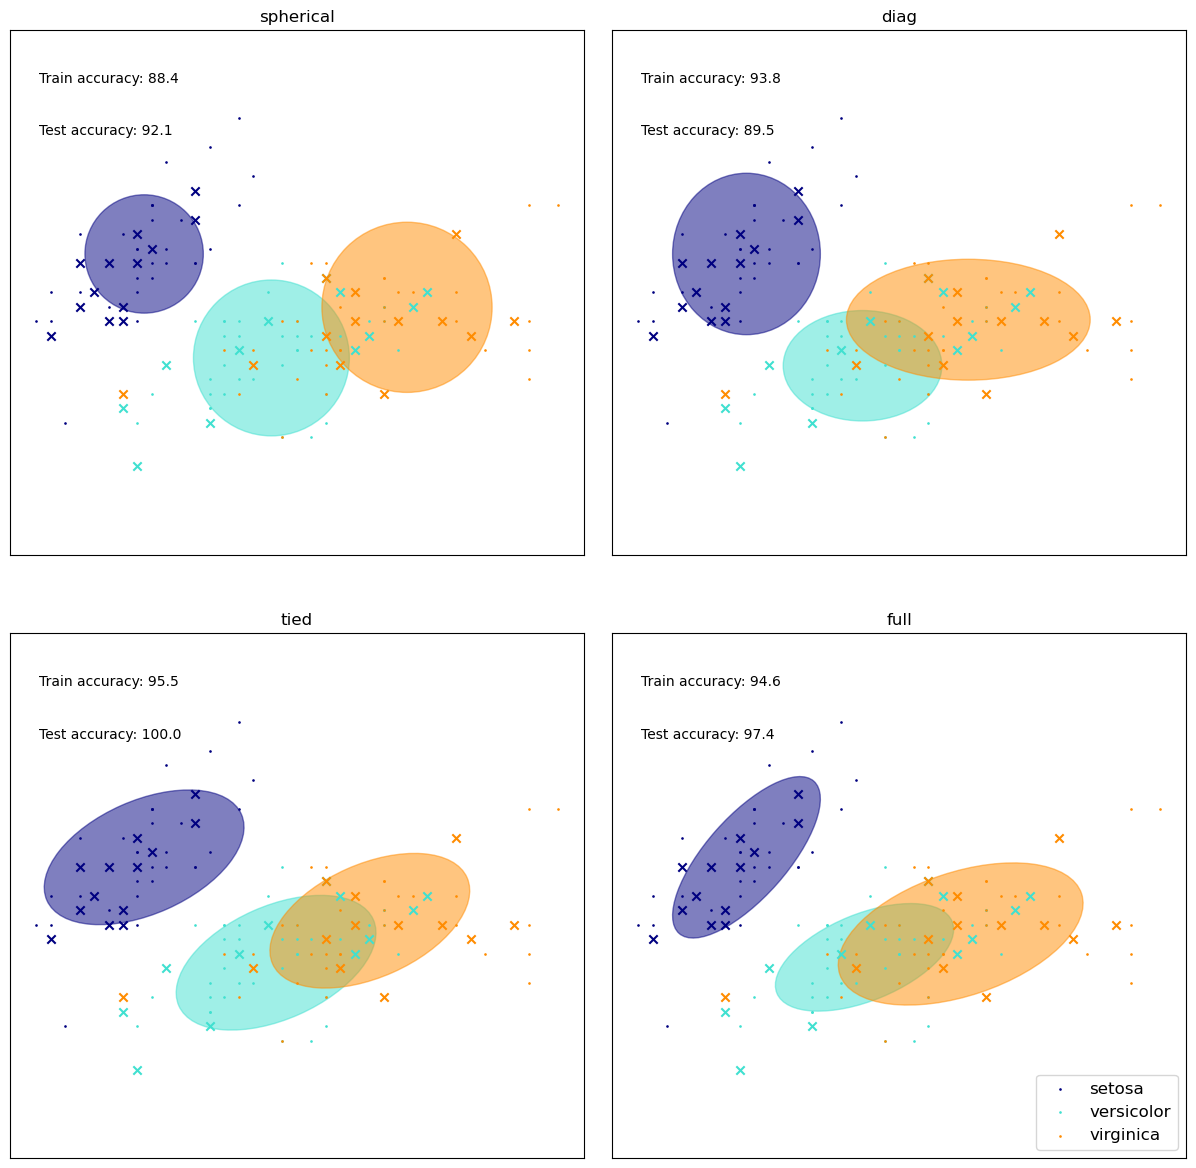 spherical
Train accuracy: 88.4
Test accuracy: 92.1
diag
Train accuracy: 93.8
Test accuracy: 89.5
tied
Train accuracy: 95.5
Test accuracy: 100.0
full
Train accuracy: 94.6
Test accuracy: 97.4
setosa
versicolor
virginica